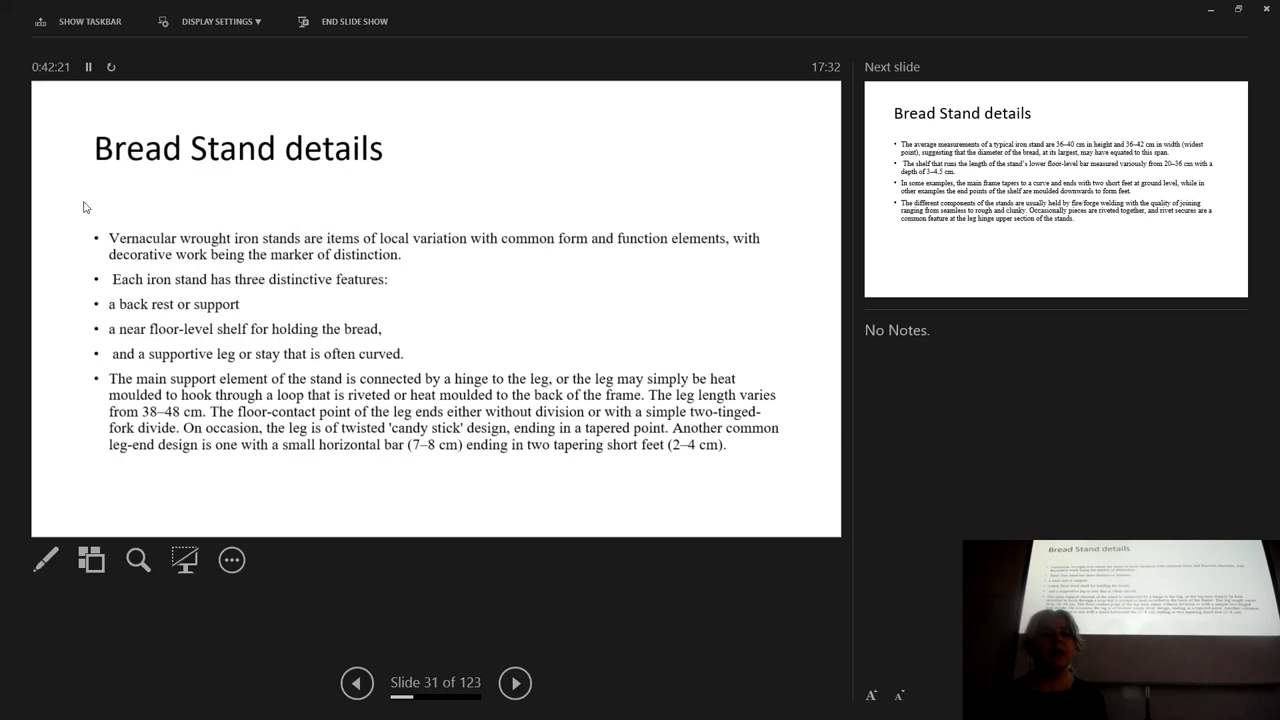 SHOW TASKBAR
DISPLAY SETTINGS ▼
END SLIDE SHOW
0:42:21
17:32
Bread Stand details
• Vernacular wrought iron stands are items of local variation with common form and function elements, with
decorative work being the marker of distinction.
• Each iron stand has three distinctive features:
• a back rest or support
• a near floor-level shelf for holding the bread,
• and a supportive leg or stay that is often curved.
• The main support element of the stand is connected by a hinge to the leg, or the leg may simply be heat
moulded to hook through a loop that is riveted or heat moulded to the back of the frame. The leg length varies
from 38–48 cm. The floor-contact point of the leg ends either without division or with a simple two-tinged-
fork divide. On occasion, the leg is of twisted 'candy stick' design, ending in a tapered point. Another common
leg-end design is one with a small horizontal bar (7–8 cm) ending in two tapering short feet (2–4 cm).
Slide 31 of 123
Next slide
Bread Stand details
• The average measurements of a typical iron stand are 36–40 cm in height and 36–42 cm in width (widest
point), suggesting that the diameter of the bread, at its largest, may have equated to this span.
• The shelf that runs the length of the stand's lower floor-level bar measured variously from 20–36 cm with a
depth of 3–4.5 cm.
• In some examples, the main frame tapers to a curve and ends with two short feet at ground level, while in
other examples the end points of the shelf are moulded downwards to form feet.
• The different components of the stands are usually held by fire/forge welding with the quality of joining
ranging from seamless to rough and clunky. Occasionally pieces are riveted together, and rivet secures are a
common feature at the leg hinge upper section of the stands.
No Notes.
Bread Stand details
A A